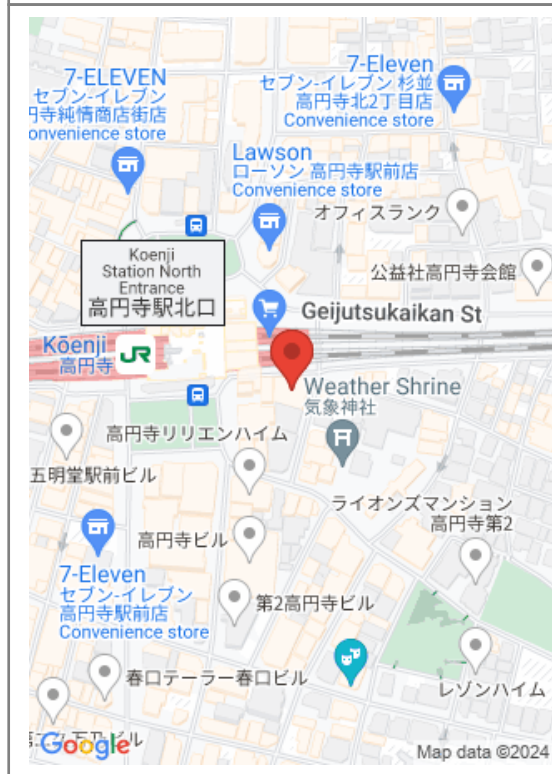 7-Eleven
セブン-イレブン 杉並
高円寺北2丁目店
Convenience store
7-ELEVEN
セブン-イレブン
円寺純情商店街店
onvenience store
Lawson
ローソン 高円寺駅前店
Convenience store
オフィスランク
公益社高円寺会館
Koenji
Station North
Entrance
高円寺駅北口
Geijutsukaikan St
Kōenji
高円寺
JR
Weather Shrine
気象神社
高円寺リリエンハイム
五明堂駅前ビル
ライオンズマンション
高円寺第2
高円寺ビル
7-Eleven
セブン-イレブン
高円寺駅前店
Convenience store
第2高円寺ビル
春口テーラー春口ビル
レゾンハイム
ビル
Google
Map data ©2024